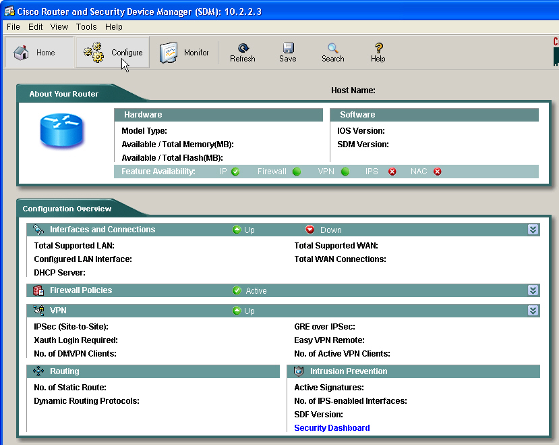 Cisco Router and Security Device Manager (SDM): 10.2.2.3
File Edit View Tools Help
Home Configure Monitor Refresh Save Search Help
About Your Router
Host Name:
Hardware Software
Model Type: IOS Version:
Available / Total Memory(MB): SDM Version:
Available / Total Flash(MB):
Feature Availability: IP Firewall VPN IPS NAC
Configuration Overview
Interfaces and Connections Up Down
Total Supported LAN: Total Supported WAN:
Configured LAN Interface: Total WAN Connections:
DHCP Server:
Firewall Policies Active
VPN Up
IPSec (Site-to-Site): GRE over IPSec:
Xauth Login Required: Easy VPN Remote:
No. of DMVPN Clients: No. of Active VPN Clients:
Routing Intrusion Prevention
No. of Static Route: Active Signatures:
Dynamic Routing Protocols: No. of IPS-enabled Interfaces:
SDF Version:
Security Dashboard